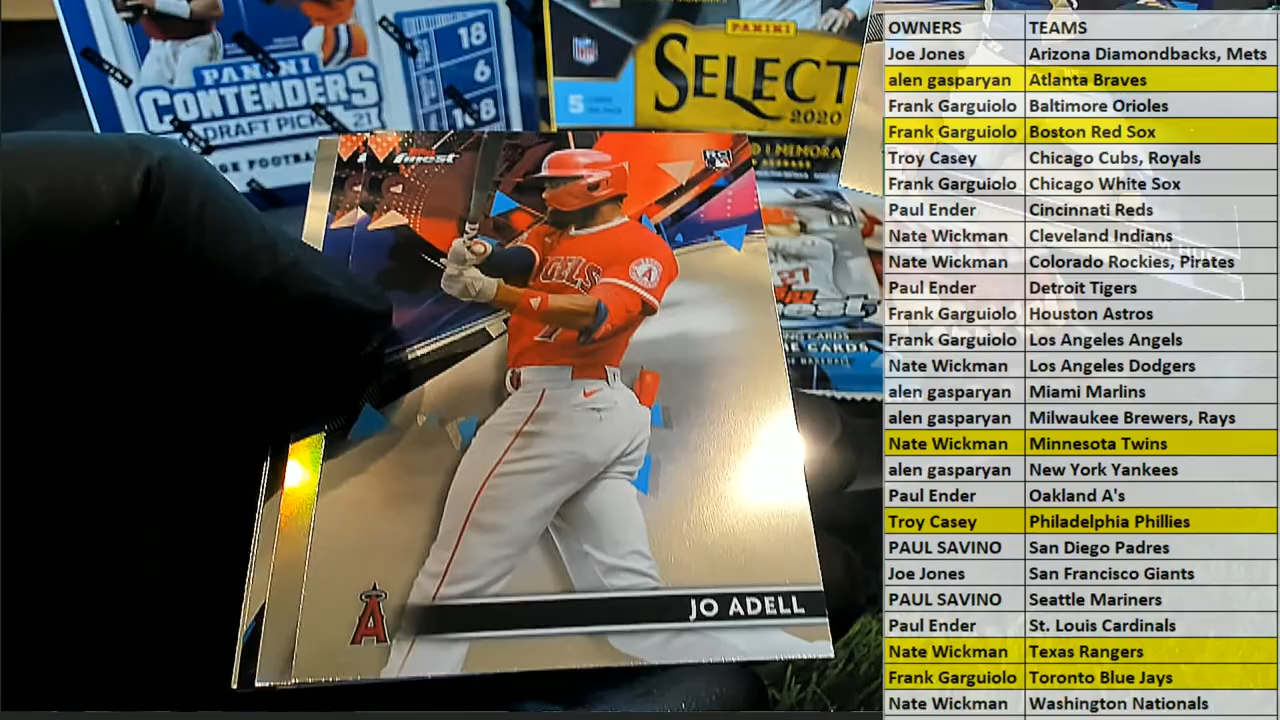 PANINI
CONTENDERS
DRAFT PICK
21
18
6
PANINI
SELECT
2020
5
finest
A
JO ADELL
A
OWNERS TEAMS
Joe Jones Arizona Diamondbacks, Mets
alen gasparyan Atlanta Braves
Frank Garguiolo Baltimore Orioles
Frank Garguiolo Boston Red Sox
Troy Casey Chicago Cubs, Royals
Frank Garguiolo Chicago White Sox
Paul Ender Cincinnati Reds
Nate Wickman Cleveland Indians
Nate Wickman Colorado Rockies, Pirates
Paul Ender Detroit Tigers
Frank Garguiolo Houston Astros
Frank Garguiolo Los Angeles Angels
Nate Wickman Los Angeles Dodgers
alen gasparyan Miami Marlins
alen gasparyan Milwaukee Brewers, Rays
Nate Wickman Minnesota Twins
alen gasparyan New York Yankees
Paul Ender Oakland A's
Troy Casey Philadelphia Phillies
PAUL SAVINO San Diego Padres
Joe Jones San Francisco Giants
PAUL SAVINO Seattle Mariners
Paul Ender St. Louis Cardinals
Nate Wickman Texas Rangers
Frank Garguiolo Toronto Blue Jays
Nate Wickman Washington Nationals